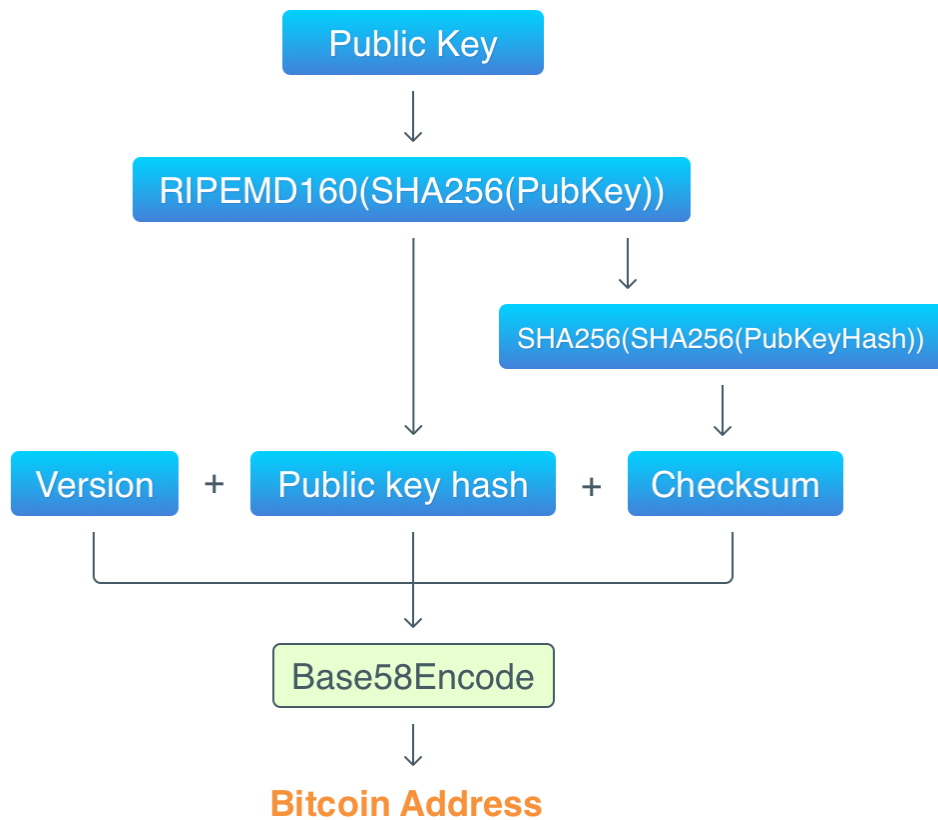 Public Key
RIPEMD160(SHA256(PubKey))
SHA256(SHA256(PubKeyHash))
Version + Public key hash + Checksum
Base58Encode
Bitcoin Address